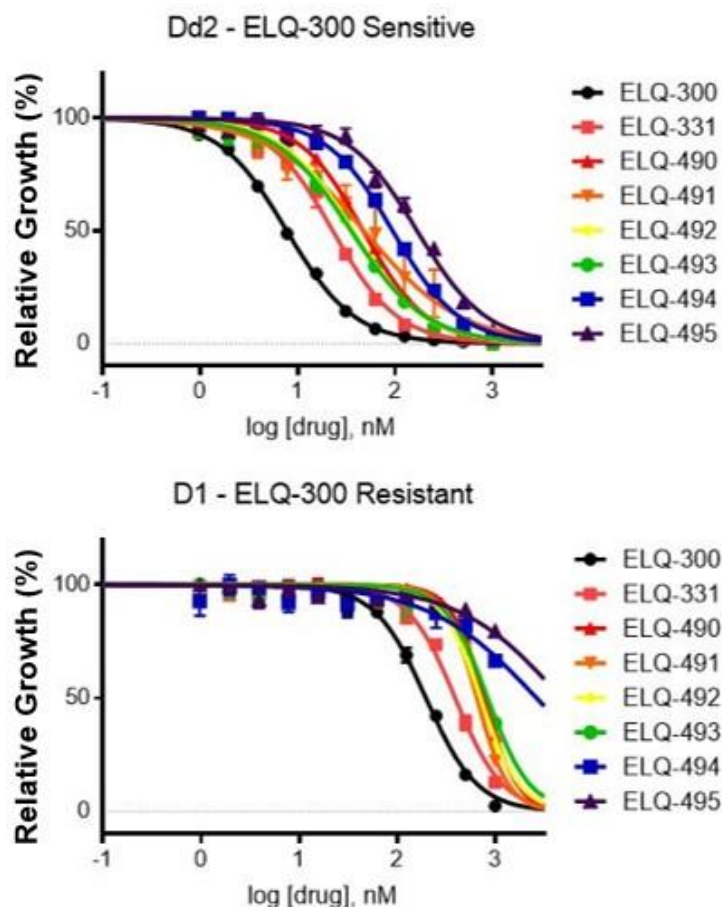 Dd2 - ELQ-300 Sensitive
Relative Growth (%)
100
50
0
-1 0 1 2 3
log [drug], nM
ELQ-300
ELQ-331
ELQ-490
ELQ-491
ELQ-492
ELQ-493
ELQ-494
ELQ-495
D1 - ELQ-300 Resistant
Relative Growth (%)
100
50
0
-1 0 1 2 3
log [drug], nM
ELQ-300
ELQ-331
ELQ-490
ELQ-491
ELQ-492
ELQ-493
ELQ-494
ELQ-495